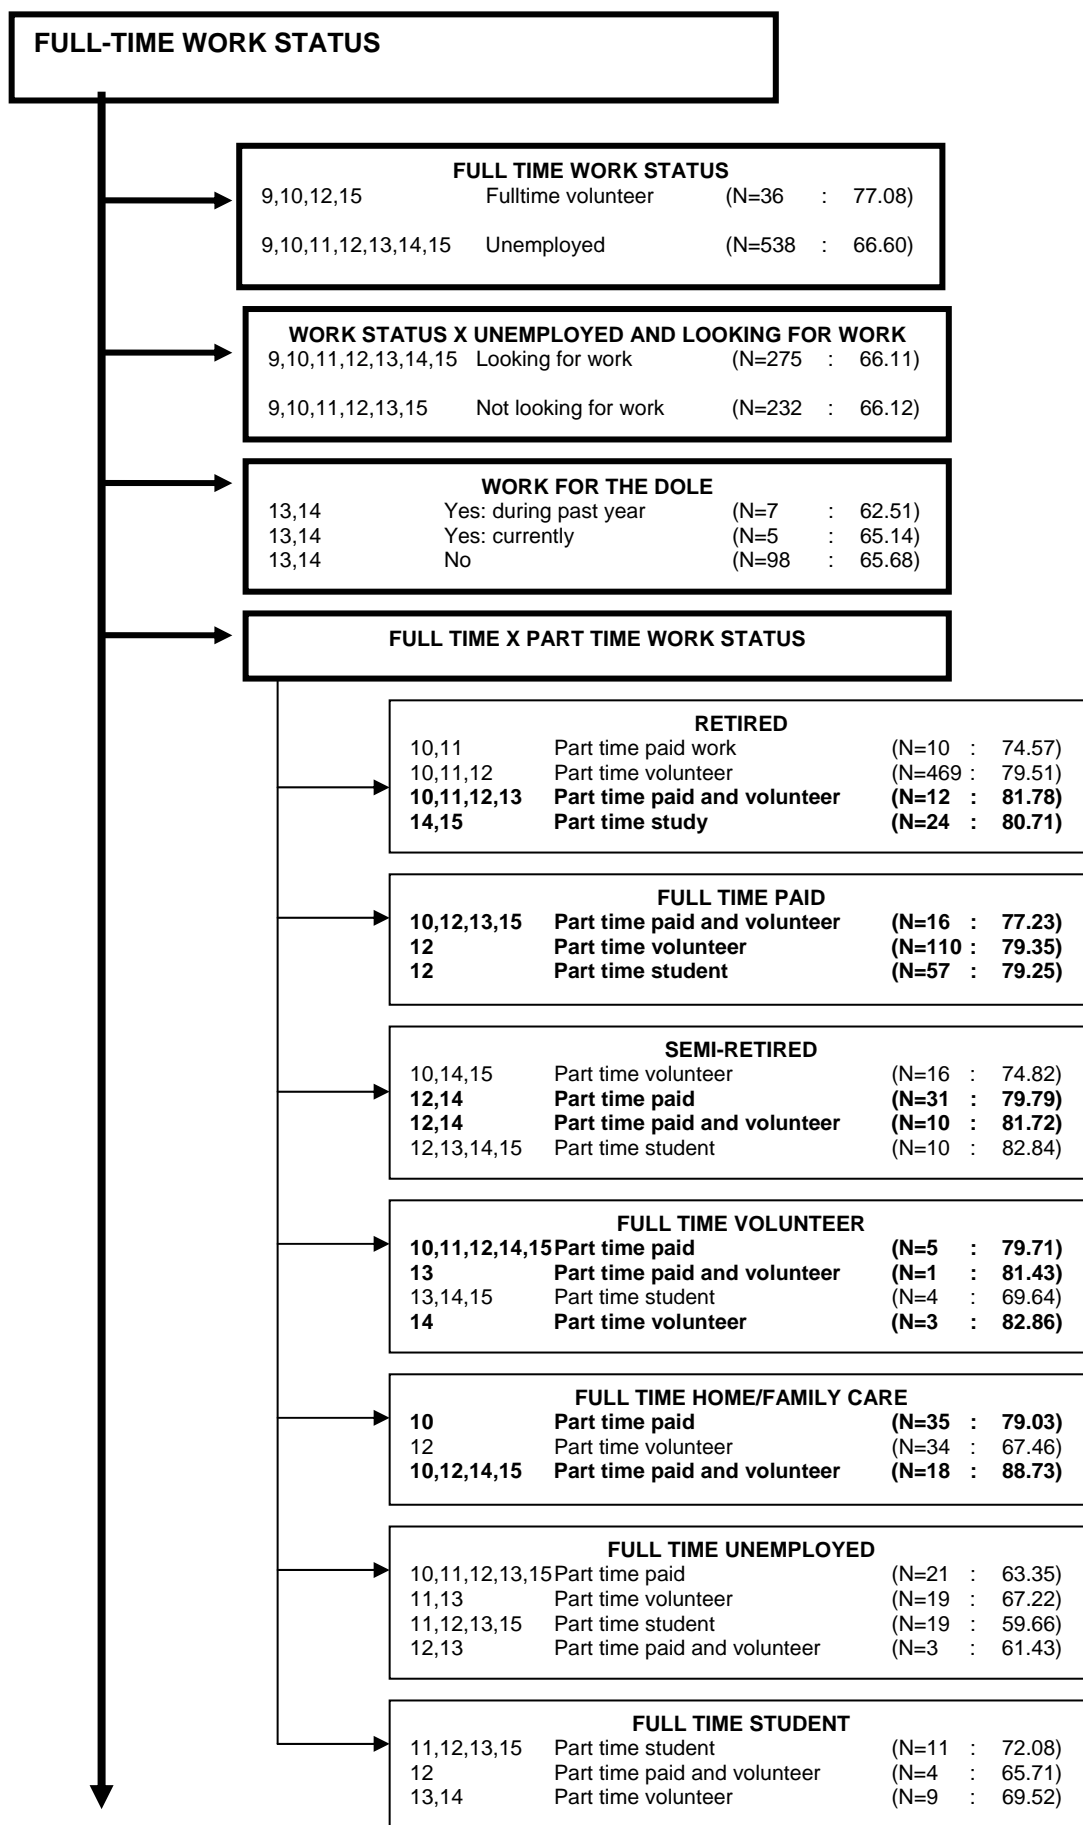 FULL-TIME WORK STATUS
FULL TIME WORK STATUS
9,10,12,15 Fulltime volunteer (N=36 : 77.08)
9,10,11,12,13,14,15 Unemployed (N=538 : 66.60)
WORK STATUS X UNEMPLOYED AND LOOKING FOR WORK
9,10,11,12,13,14,15 Looking for work (N=275 : 66.11)
9,10,11,12,13,15 Not looking for work (N=232 : 66.12)
WORK FOR THE DOLE
13,14 Yes: during past year (N=7 : 62.51)
13,14 Yes: currently (N=5 : 65.14)
13,14 No (N=98 : 65.68)
FULL TIME X PART TIME WORK STATUS
RETIRED
10,11 Part time paid work (N=10 : 74.57)
10,11,12 Part time volunteer (N=469 : 79.51)
10,11,12,13 Part time paid and volunteer (N=12 : 81.78)
14,15 Part time study (N=24 : 80.71)
FULL TIME PAID
10,12,13,15 Part time paid and volunteer (N=16 : 77.23)
12 Part time volunteer (N=110 : 79.35)
12 Part time student (N=57 : 79.25)
SEMI-RETIRED
10,14,15 Part time volunteer (N=16 : 74.82)
12,14 Part time paid (N=31 : 79.79)
12,14 Part time paid and volunteer (N=10 : 81.72)
12,13,14,15 Part time student (N=10 : 82.84)
FULL TIME VOLUNTEER
10,11,12,14,15 Part time paid (N=5 : 79.71)
13 Part time paid and volunteer (N=1 : 81.43)
13,14,15 Part time student (N=4 : 69.64)
14 Part time volunteer (N=3 : 82.86)
FULL TIME HOME/FAMILY CARE
10 Part time paid (N=35 : 79.03)
12 Part time volunteer (N=34 : 67.46)
10,12,14,15 Part time paid and volunteer (N=18 : 88.73)
FULL TIME UNEMPLOYED
10,11,12,13,15 Part time paid (N=21 : 63.35)
11,13 Part time volunteer (N=19 : 67.22)
11,12,13,15 Part time student (N=19 : 59.66)
12,13 Part time paid and volunteer (N=3 : 61.43)
FULL TIME STUDENT
11,12,13,15 Part time student (N=11 : 72.08)
12 Part time paid and volunteer (N=4 : 65.71)
13,14 Part time volunteer (N=9 : 69.52)